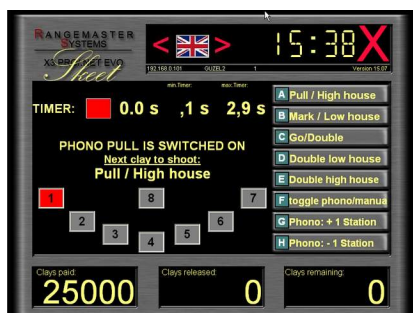 RANGEMASTER
SYSTEMS
Skeet
< >
15:38 X
192.168.0.101 GUZEL2 1 Version 15.07
min.Timer: max.Timer:
TIMER: 0.0 s ,1 s 2,9 s
PHONO PULL IS SWITCHED ON
Next clay to shoot:
Pull / High house
1 8 7
2 6
3 5
4
A Pull / High house
B Mark / Low house
C Go/Double
D Double low house
E Double high house
F toggle phono/manua
G Phono: + 1 Station
H Phono: - 1 Station
Clays paid: Clays released: Clays remaining:
25000 0 0